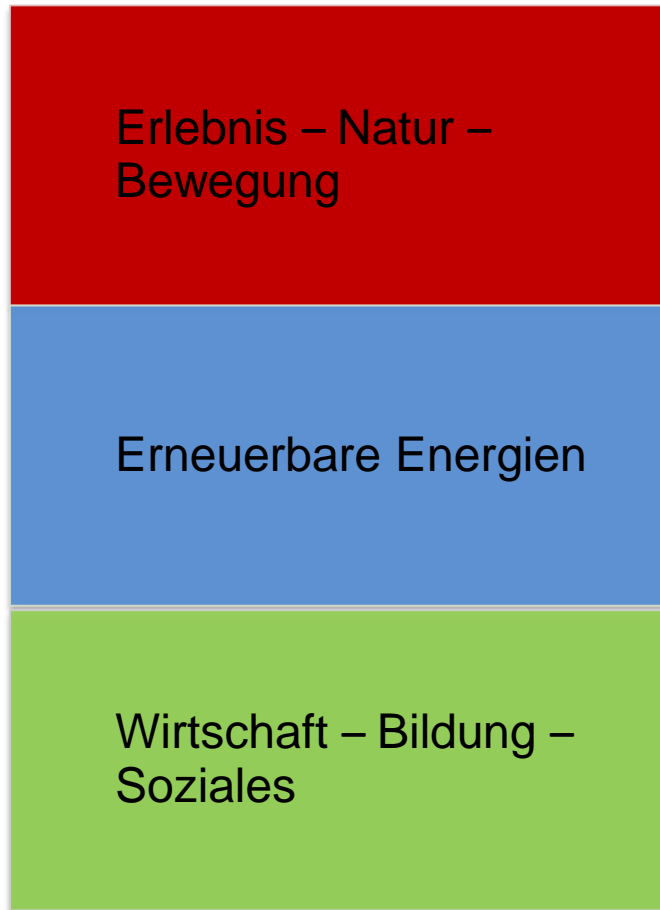 Erlebnis – Natur –
Bewegung
Erneuerbare Energien
Wirtschaft – Bildung –
Soziales